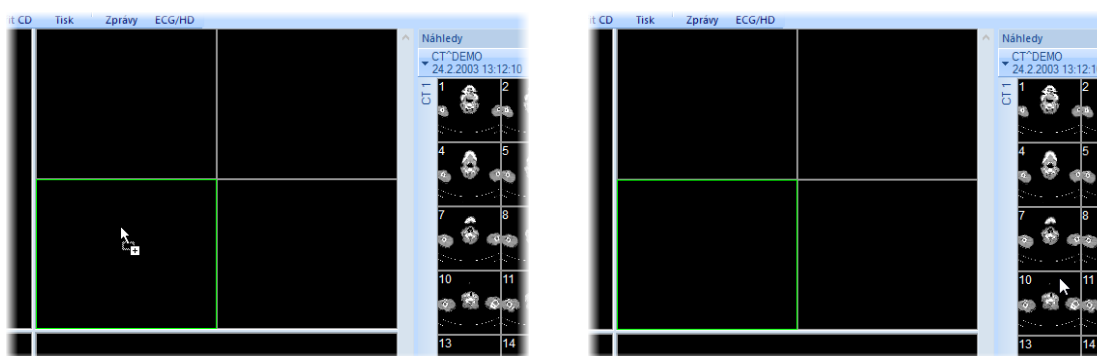 it CD Tisk Zprávy ECG/HD
Náhledy
CT^DEMO
24.2.2003 13:12:10
CT 1
1 2
4 5
7 8
10 11
13 14
it CD Tisk Zprávy ECG/HD
Náhledy
CT^DEMO
24.2.2003 13:12:1
CT 1
1 2
4 5
7 8
10 11
13 14